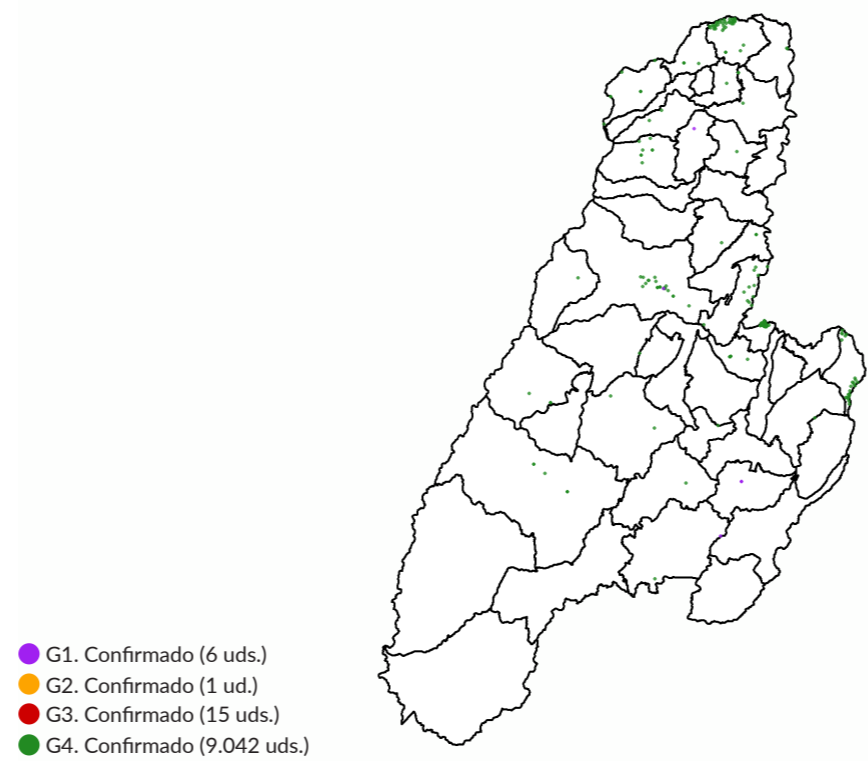 G1. Confirmado (6 uds.)
G2. Confirmado (1 ud.)
G3. Confirmado (15 uds.)
G4. Confirmado (9.042 uds.)